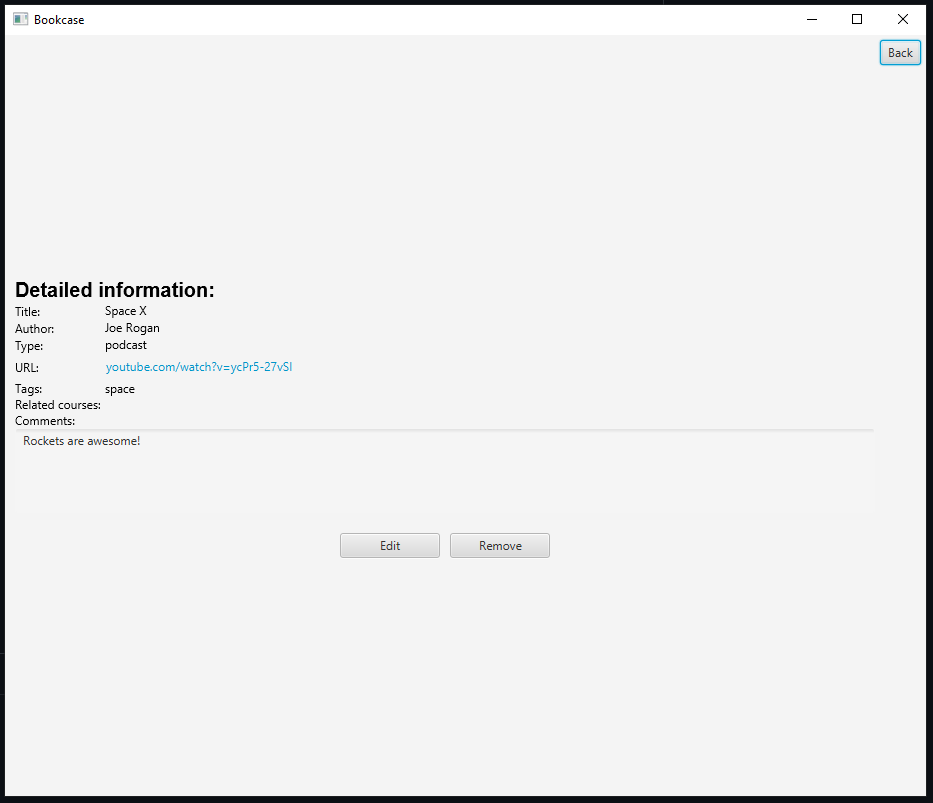 Bookcase
Back
Detailed information:
Title: Space X
Author: Joe Rogan
Type: podcast
URL: youtube.com/watch?v=ycPr5-27vSI
Tags: space
Related courses:
Comments:
Rockets are awesome!
Edit Remove